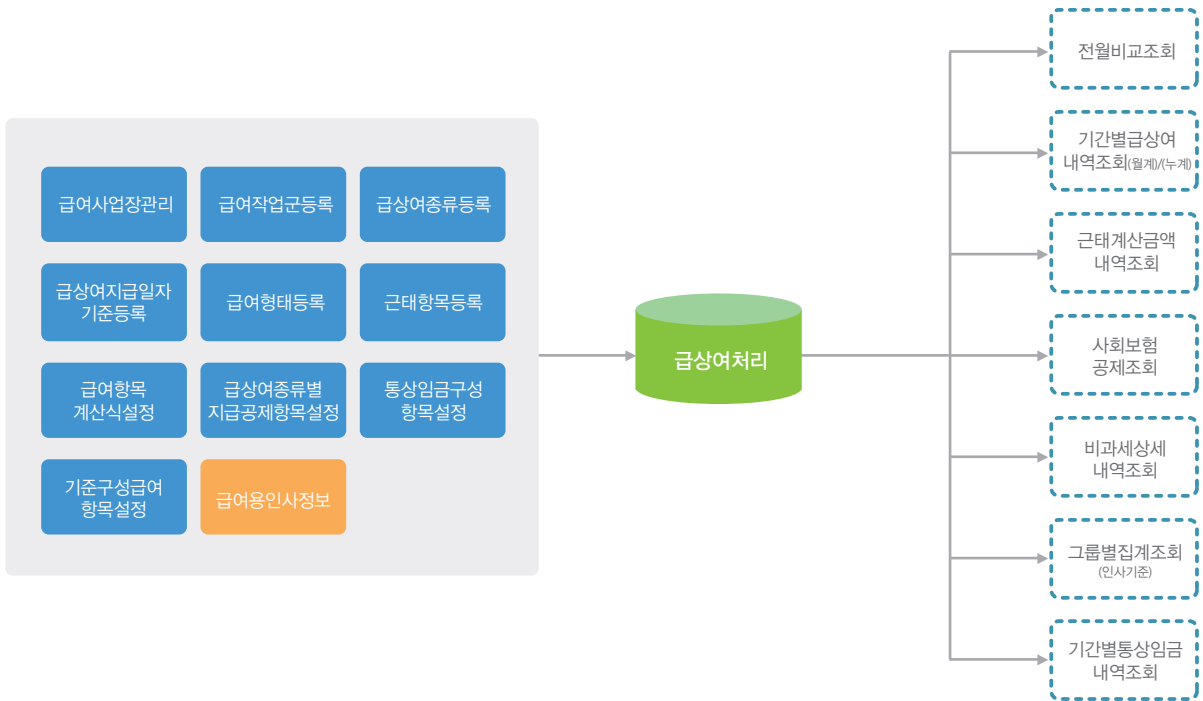 급여사업장관리
급여작업군등록
급상여종류등록
급상여지급일자
기준등록
급여형태등록
근태항목등록
급여항목
계산식설정
급상여종류별
지급공제항목설정
통상임금구성
항목설정
기준구성급여
항목설정
급여용인사정보
급상여처리
전월비교조회
기간별급상여
내역조회(월계)/(누계)
근태계산금액
내역조회
사회보험
공제조회
비과세상세
내역조회
그룹별집계조회
(인사기준)
기간별통상임금
내역조회